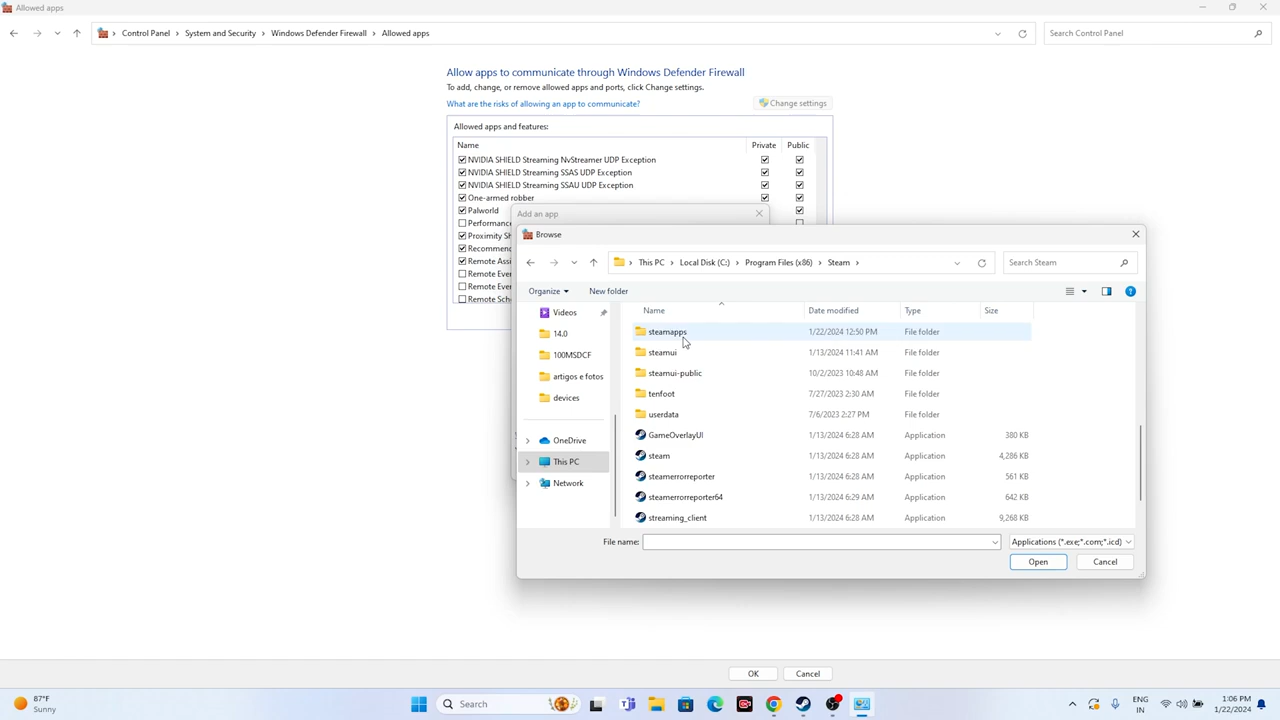 Allowed apps
Control Panel > System and Security > Windows Defender Firewall > Allowed apps
Search Control Panel
Allow apps to communicate through Windows Defender Firewall
To add, change, or remove allowed apps and ports, click Change settings.
What are the risks of allowing an app to communicate?
Change settings
Allowed apps and features:
Name Private Public
NVIDIA SHIELD Streaming NvStreamer UDP Exception
NVIDIA SHIELD Streaming SSAS UDP Exception
NVIDIA SHIELD Streaming SSAU UDP Exception
One-armed robber
Palworld
Performance
Proximity Sh
Recommend
Remote Assi
Remote Ever
Remote Ever
Remote Sch
Add an app
Browse
This PC > Local Disk (C:) > Program Files (x86) > Steam >
Search Steam
Organize
New folder
Videos
14.0
100MSDCF
artigos e fotos
devices
OneDrive
This PC
Network
Name Date modified Type Size
steamapps 1/22/2024 12:50 PM File folder
steamui 1/13/2024 11:41 AM File folder
steamui-public 10/2/2023 10:48 AM File folder
tenfoot 7/27/2023 2:30 AM File folder
userdata 7/6/2023 2:27 PM File folder
GameOverlayUI 1/13/2024 6:28 AM Application 380 KB
steam 1/13/2024 6:28 AM Application 4,286 KB
steamerrorreporter 1/13/2024 6:28 AM Application 561 KB
steamerrorreporter64 1/13/2024 6:29 AM Application 642 KB
streaming_client 1/13/2024 6:28 AM Application 9,268 KB
File name:
Applications (*.exe;*.com;*.icd)
Open
Cancel
OK
Cancel
87°F
Sunny
Search
ENG
IN
1:06 PM
1/22/2024